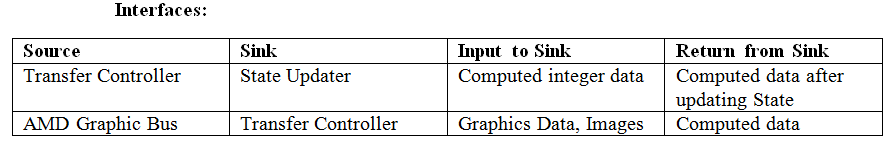 Interfaces:
Source Sink Input to Sink Return from Sink
Transfer Controller State Updater Computed integer data Computed data after
updating State
AMD Graphic Bus Transfer Controller Graphics Data, Images Computed data